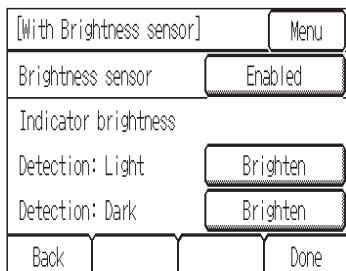 [With Brightness sensor] Menu
Brightness sensor Enabled
Indicator brightness
Detection: Light Brighten
Detection: Dark Brighten
Back Done